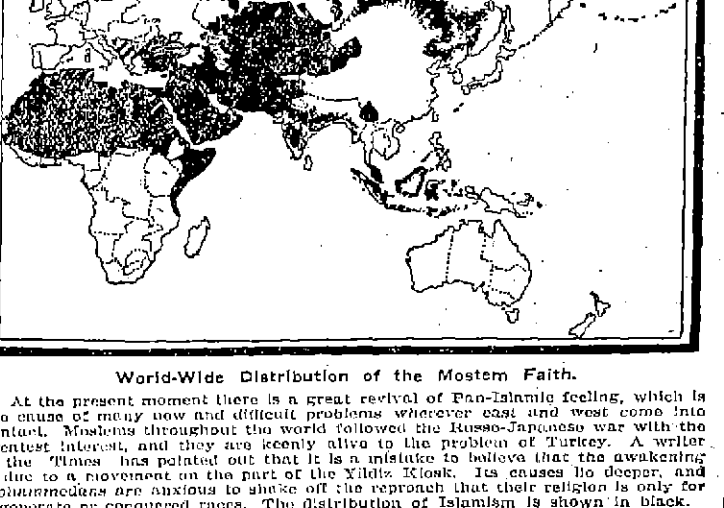 World-Wide Distribution of the Mostem Faith.
At the present moment there is a great revival of Pan-Islamic feeling, which is
o cause of many new and difficult problems wherever east and west come into
ntact. Moslems throughout the world followed the Russo-Japanese war with the
enest interest, and they are keenly alive to the problem of Turkey. A writer
the Times has pointed out that it is a mistake to believe that the awakening
due to a movement on the part of the Yildiz Kiosk. Its causes lie deeper, and
ohammedans are anxious to shake off the reproach that their religion is only for
generate or conquered races. The distribution of Islamism is shown in black.